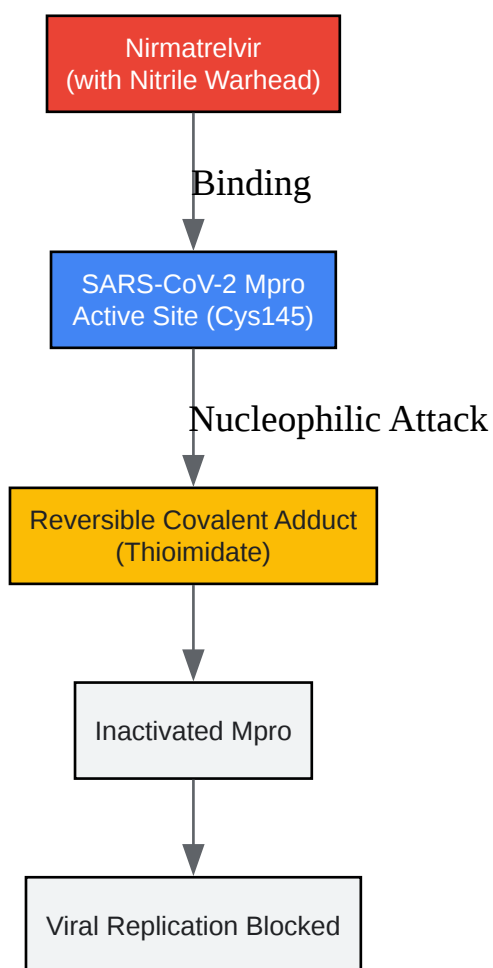 Nirmatrelvir
(with Nitrile Warhead)
Binding
SARS-CoV-2 Mpro
Active Site (Cys145)
Nucleophilic Attack
Reversible Covalent Adduct
(Thioimidate)
Inactivated Mpro
Viral Replication Blocked